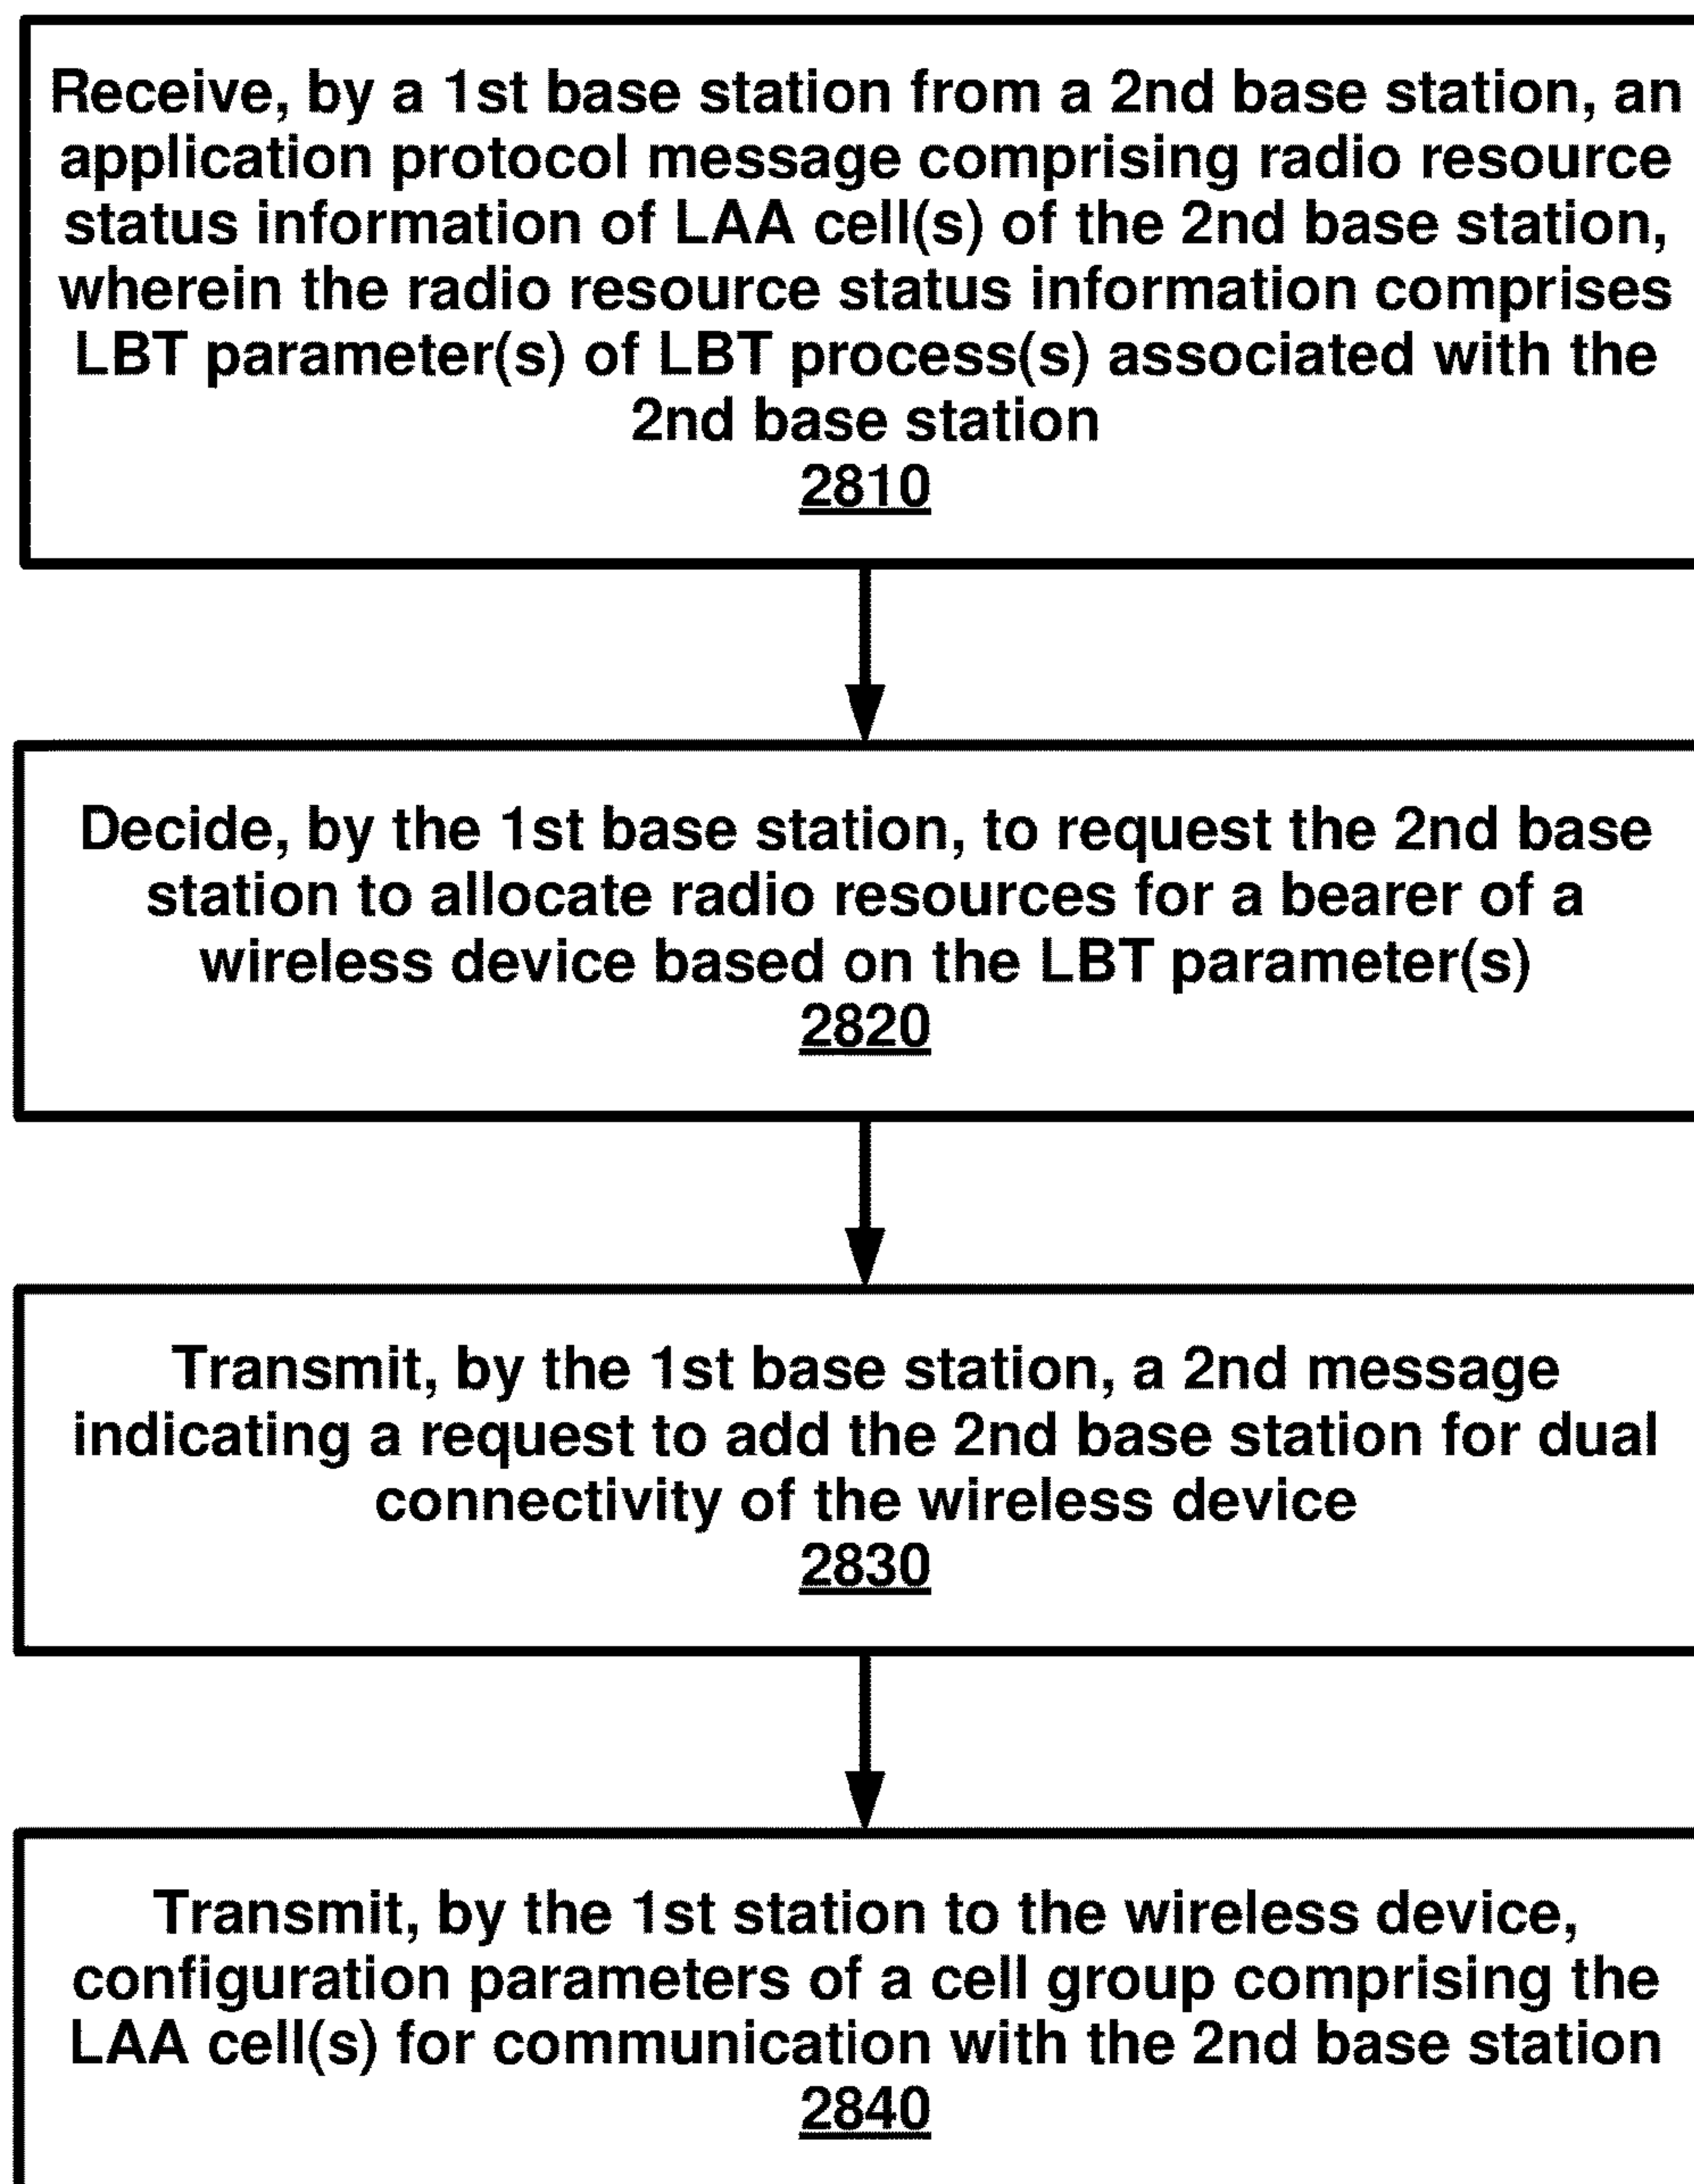 Receive, by a 1st base station from a 2nd base station, an
application protocol message comprising radio resource
status information of LAA cell(s) of the 2nd base station,
wherein the radio resource status information comprises
LBT parameter(s) of LBT process(s) associated with the
2nd base station
2810
Decide, by the 1st base station, to request the 2nd base
station to allocate radio resources for a bearer of a
wireless device based on the LBT parameter(s)
2820
Transmit, by the 1st base station, a 2nd message
indicating a request to add the 2nd base station for dual
connectivity of the wireless device
2830
Transmit, by the 1st station to the wireless device,
configuration parameters of a cell group comprising the
LAA cell(s) for communication with the 2nd base station
2840